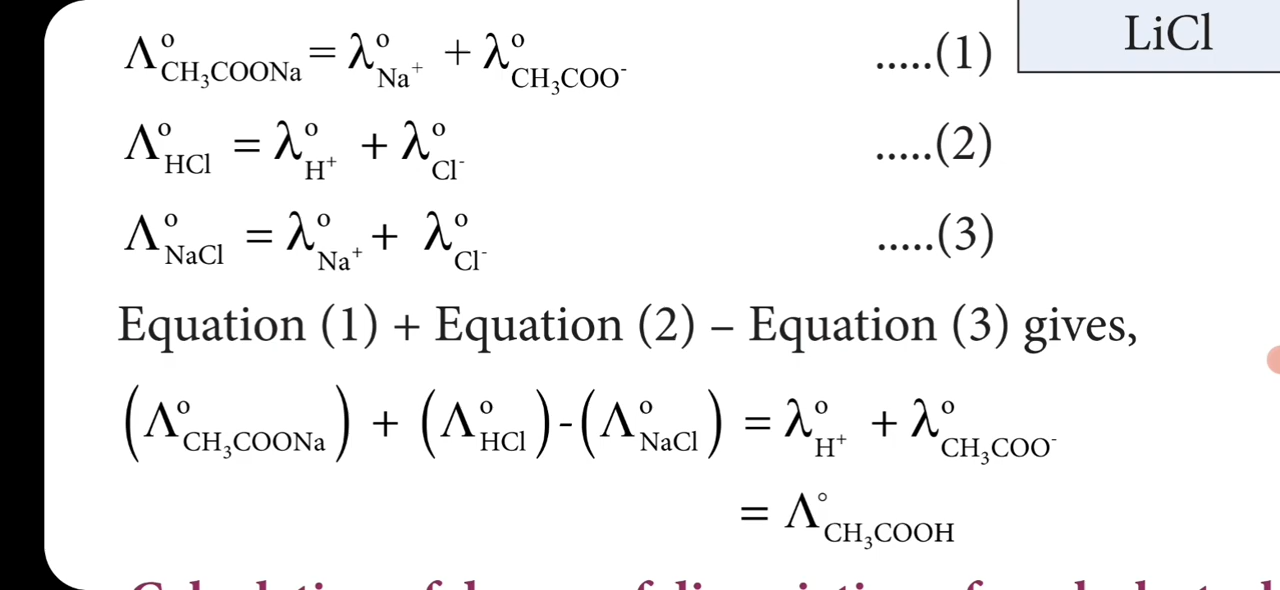 Λ°CH₃COONa = λ°Na⁺ + λ°CH₃COO⁻ .....(1)
LiCl
Λ°HCl = λ°H⁺ + λ°Cl⁻ .....(2)
Λ°NaCl = λ°Na⁺ + λ°Cl⁻ .....(3)
Equation (1) + Equation (2) – Equation (3) gives,
(Λ°CH₃COONa) + (Λ°HCl) - (Λ°NaCl) = λ°H⁺ + λ°CH₃COO⁻
= Λ°CH₃COOH